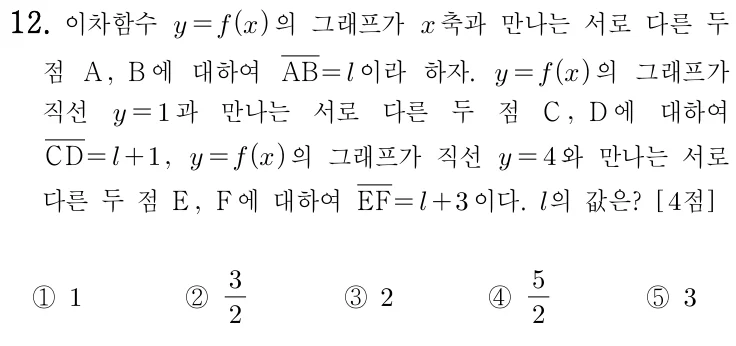 12. 이차함수 y=f(x)의 그래프가 x축과 만나는 서로 다른 두
점 A, B에 대하여 \overline{AB}=l이라 하자. y=f(x)의 그래프가
직선 y=1과 만나는 서로 다른 두 점 C, D에 대하여
\overline{CD}=l+1, y=f(x)의 그래프가 직선 y=4와 만나는 서로
다른 두 점 E, F에 대하여 \overline{EF}=l+3이다. l의 값은? [4점]
① 1 ② 3/2 ③ 2 ④ 5/2 ⑤ 3